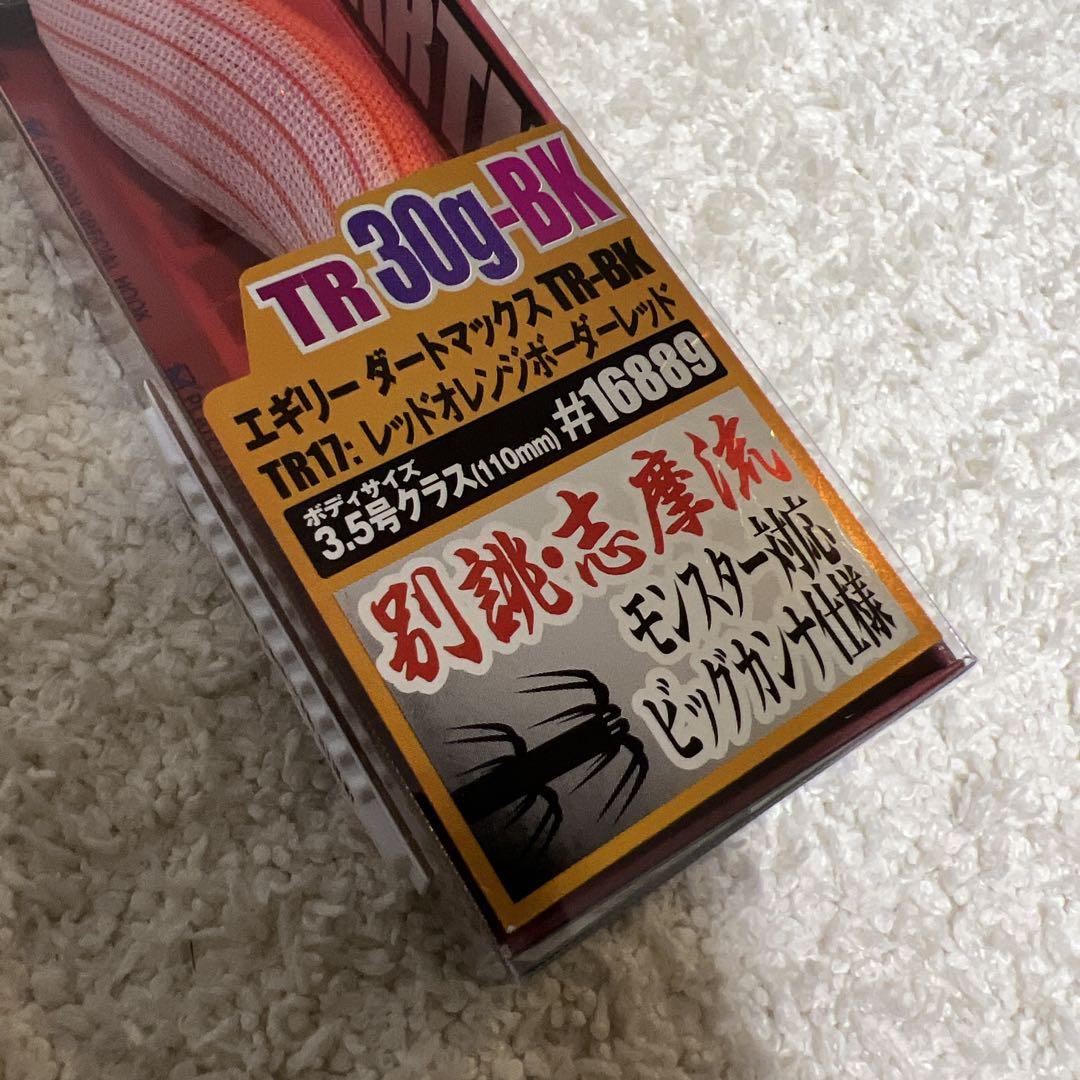 TR 30g-BK
エギリー ダートマックス TR-BK
TR17: レッドオレンジボーダーレッド
ボディサイズ
3.5号クラス(110mm) #16889
別誂・志摩流
モンスター対応
ビッグカンナ仕様